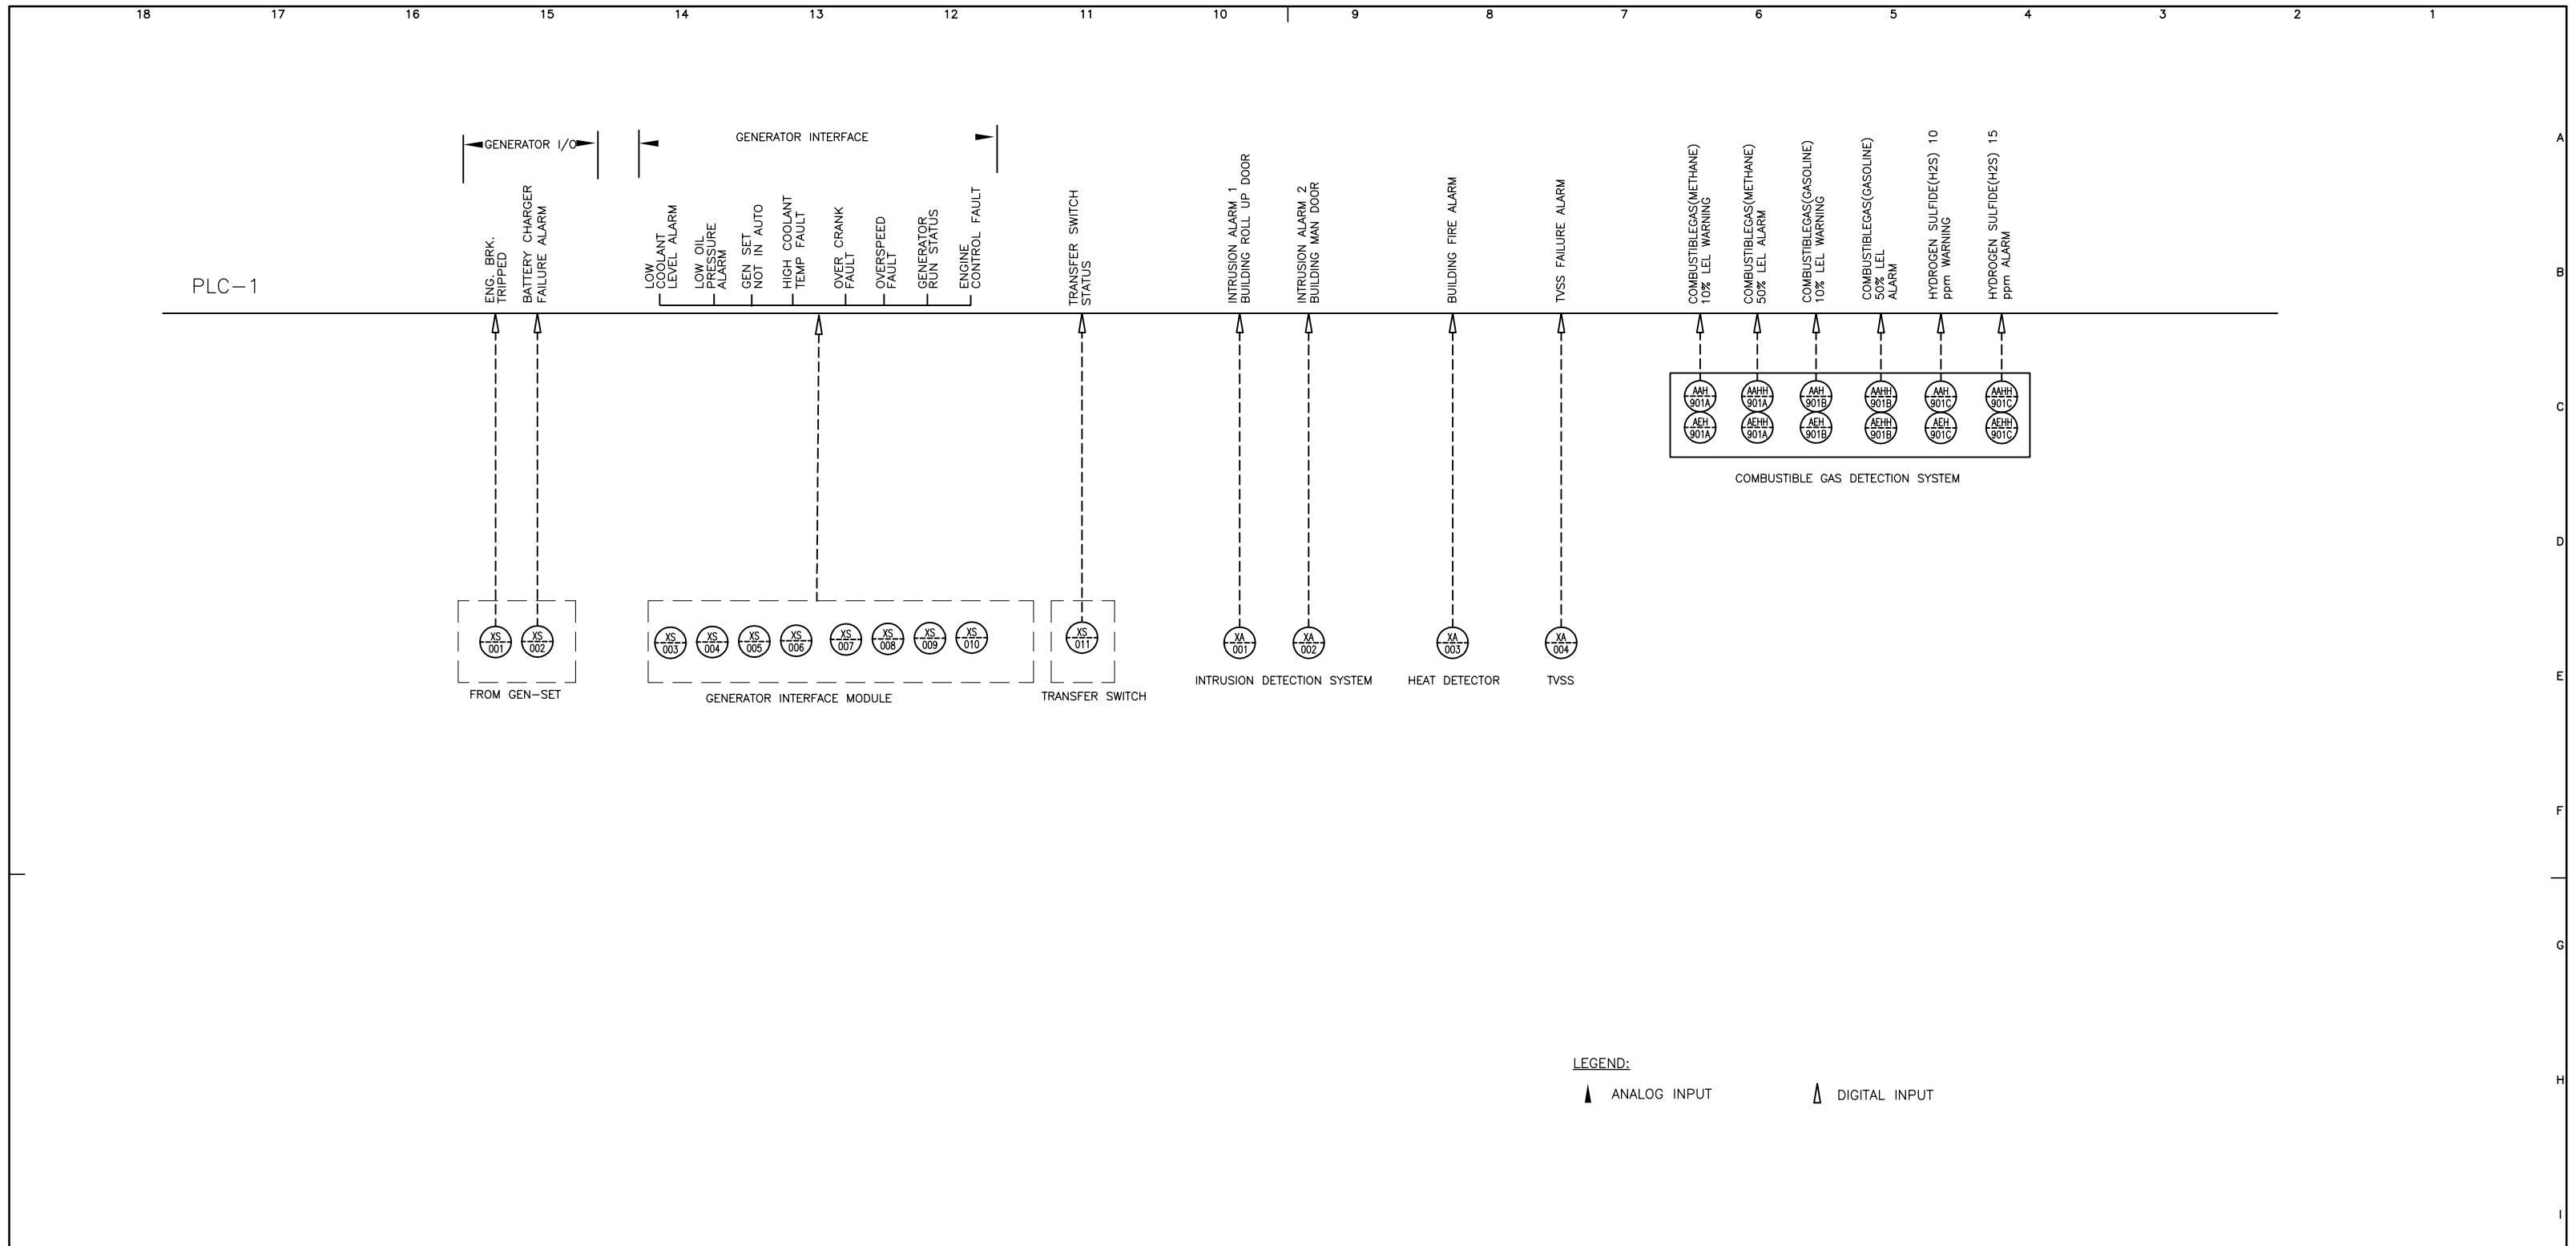 18 17 16 15 14 13 12 11 10 9 8 7 6 5 4 3 2 1
A
B
C
D
E
F
G
H
I
GENERATOR I/O
GENERATOR INTERFACE
PLC-1
ENG. BRK.
TRIPPED
BATTERY CHARGER
FAILURE ALARM
LOW
COOLANT
LEVEL ALARM
LOW OIL
PRESSURE
ALARM
GEN SET
NOT IN AUTO
HIGH COOLANT
TEMP FAULT
OVER CRANK
FAULT
OVERSPEED
FAULT
GENERATOR
RUN STATUS
ENGINE
CONTROL FAULT
TRANSFER SWITCH
STATUS
INTRUSION ALARM 1
BUILDING ROLL UP DOOR
INTRUSION ALARM 2
BUILDING MAN DOOR
BUILDING FIRE ALARM
TVSS FAILURE ALARM
COMBUSTIBLEGAS(METHANE)
10% LEL WARNING
COMBUSTIBLEGAS(METHANE)
50% LEL ALARM
COMBUSTIBLEGAS(GASOLINE)
10% LEL WARNING
COMBUSTIBLEGAS(GASOLINE)
50% LEL
ALARM
HYDROGEN SULFIDE(H2S) 10
ppm WARNING
HYDROGEN SULFIDE(H2S) 15
ppm ALARM
AAH
901A
AAHH
901A
AAH
901B
AAHH
901B
AAH
901C
AAHH
901C
AEH
901A
AEHH
901A
AEH
901B
AEHH
901B
AEH
901C
AEHH
901C
COMBUSTIBLE GAS DETECTION SYSTEM
XS
001
XS
002
FROM GEN-SET
XS
003
XS
004
XS
005
XS
006
XS
007
XS
008
XS
009
XS
010
GENERATOR INTERFACE MODULE
XS
011
TRANSFER SWITCH
XA
001
XA
002
INTRUSION DETECTION SYSTEM
XA
003
HEAT DETECTOR
XA
004
TVSS
LEGEND:
ANALOG INPUT
DIGITAL INPUT